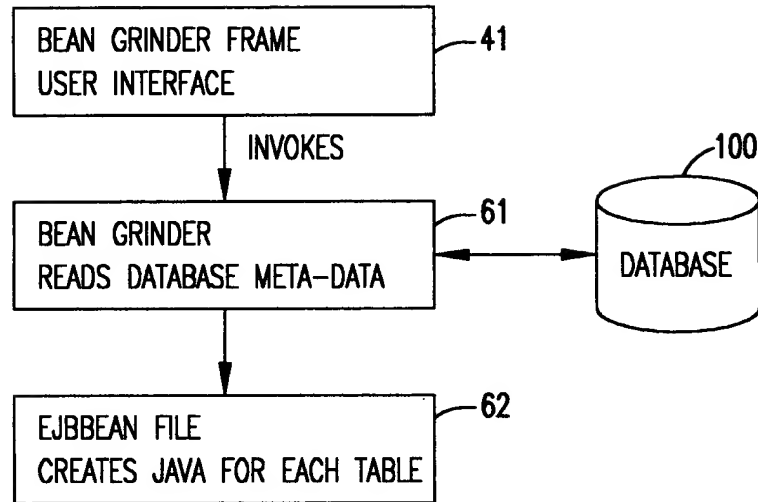 BEAN GRINDER FRAME
USER INTERFACE
41
INVOKES
100
BEAN GRINDER
READS DATABASE META-DATA
61
DATABASE
EJBBEAN FILE
CREATES JAVA FOR EACH TABLE
62